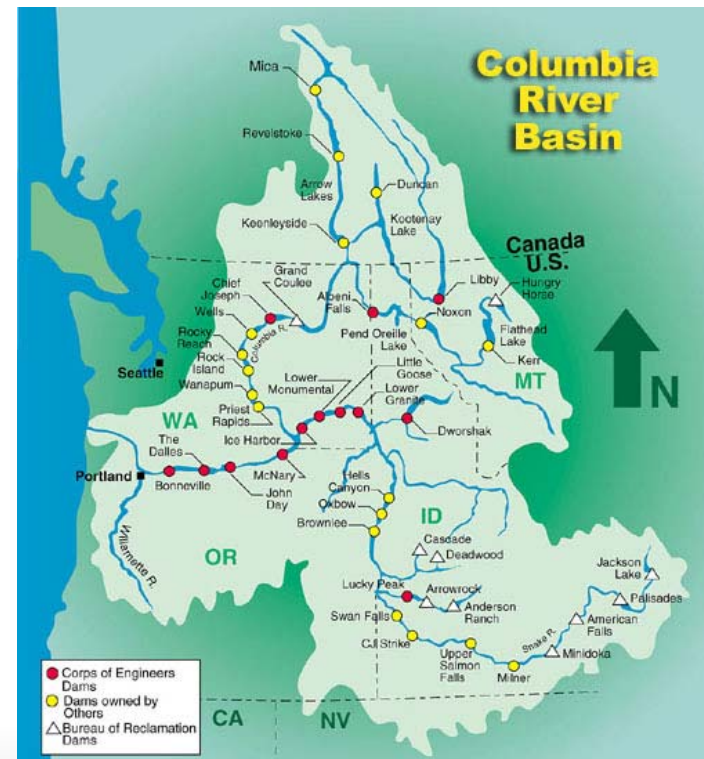 Columbia
River
Basin
Mica
Revelstoke
Arrow
Lakes
Duncan
Kootenay
Lake
Keenleyside
Canada
U.S.
Grand
Coulee
Chief
Joseph
Albeni
Falls
Libby
Hungry
Horse
Wells
Noxon
Columbia R.
Pend Oreille
Lake
Flathead
Lake
Rocky
Reach
Kerr
Rock
Island
Seattle
Little
Goose
MT
N
Wanapum
Lower
Monumental
Lower
Granite
WA
Priest
Rapids
Ice Harbor
Dworshak
The
Dalles
Portland
Bonneville
McNary
John
Day
Hells
Canyon
Oxbow
Brownlee
ID
Willamette R.
OR
Cascade
Deadwood
Jackson
Lake
Lucky Peak
Arrowrock
Palisades
Anderson
Ranch
Swan Falls
American
Falls
CJ Strike
Snake R.
Upper
Salmon
Falls
Minidoka
Milner
Corps of Engineers
Dams
Dams owned by
Others
Bureau of Reclamation
Dams
CA
NV